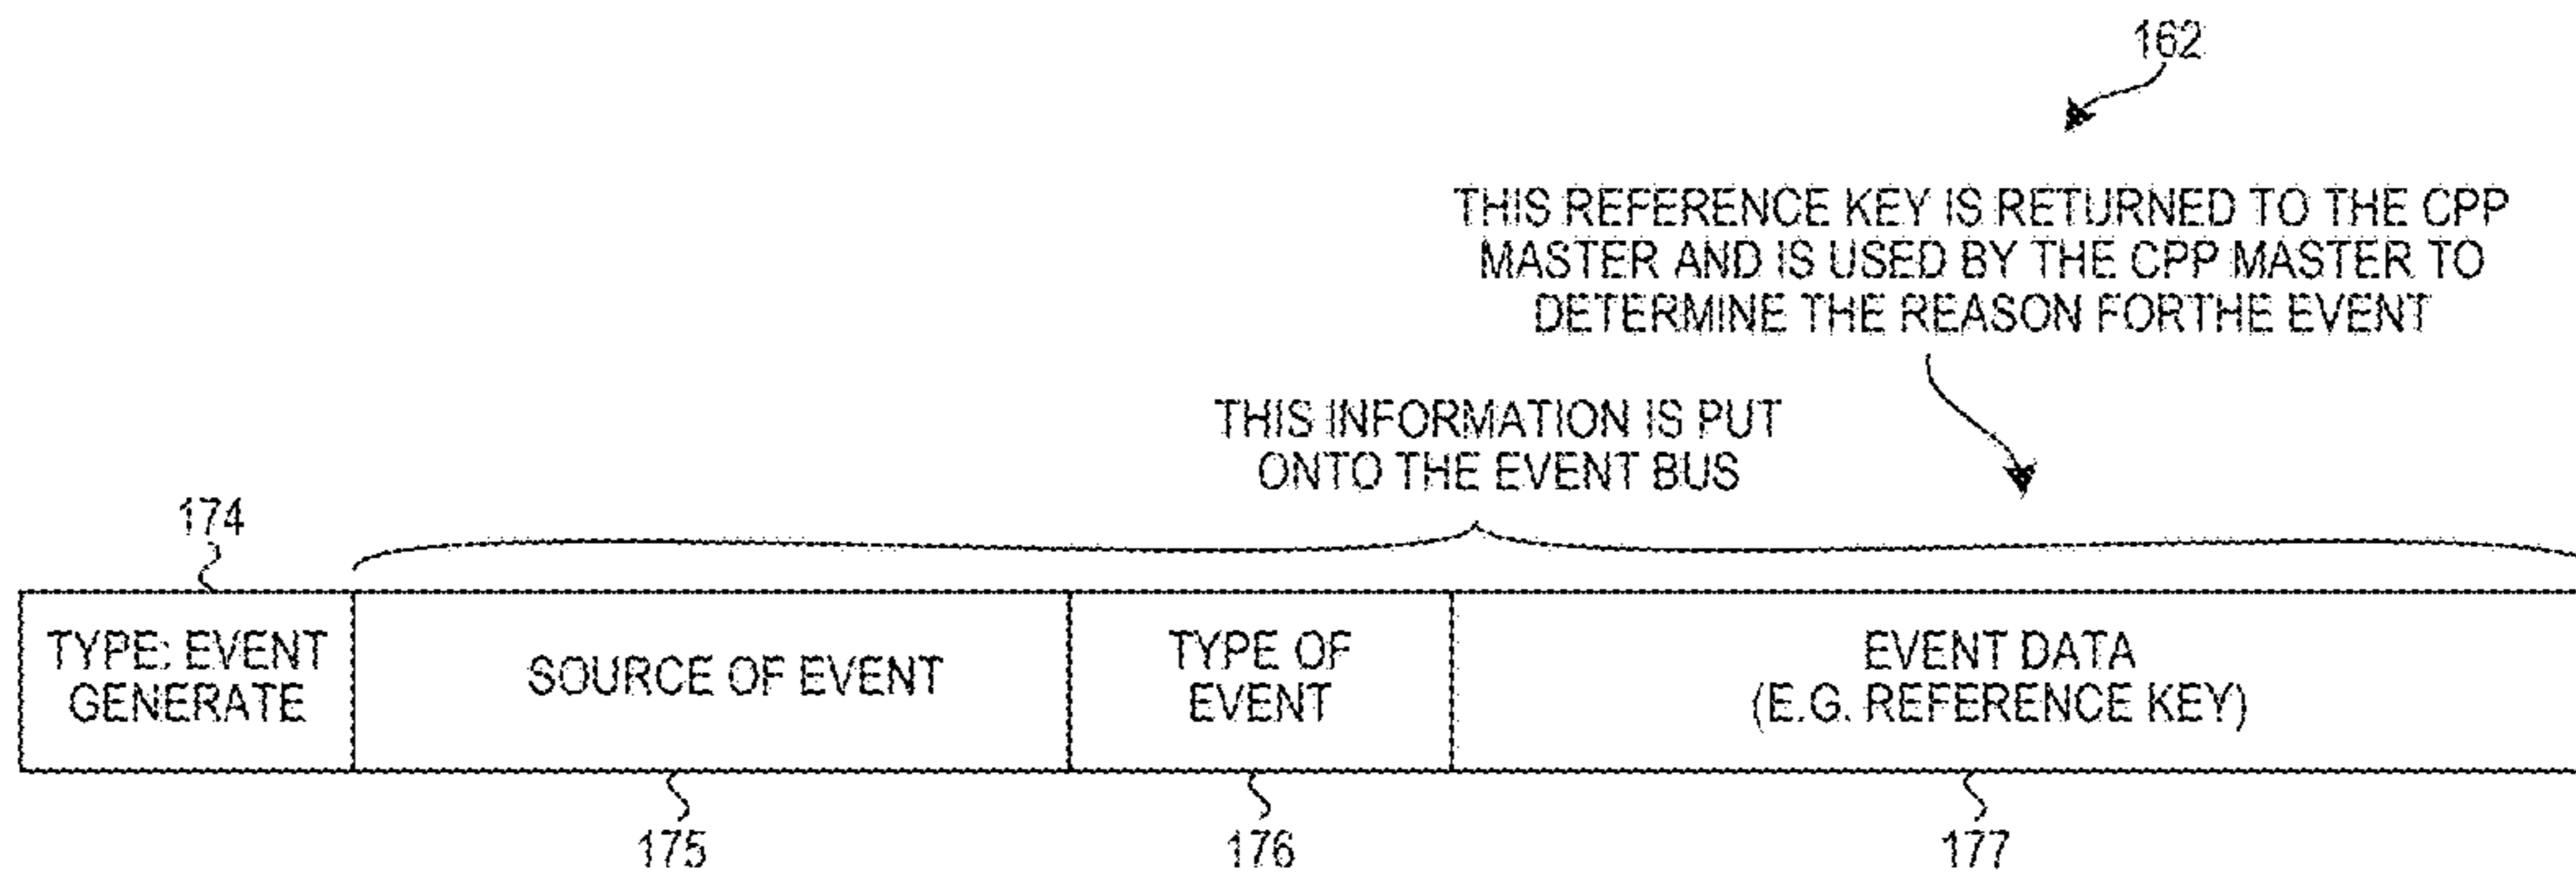 162
THIS REFERENCE KEY IS RETURNED TO THE CPP
MASTER AND IS USED BY THE CPP MASTER TO
DETERMINE THE REASON FORTHE EVENT
THIS INFORMATION IS PUT
ONTO THE EVENT BUS
174
TYPE: EVENT
GENERATE
SOURCE OF EVENT
TYPE OF
EVENT
EVENT DATA
(E.G. REFERENCE KEY)
175
176
177